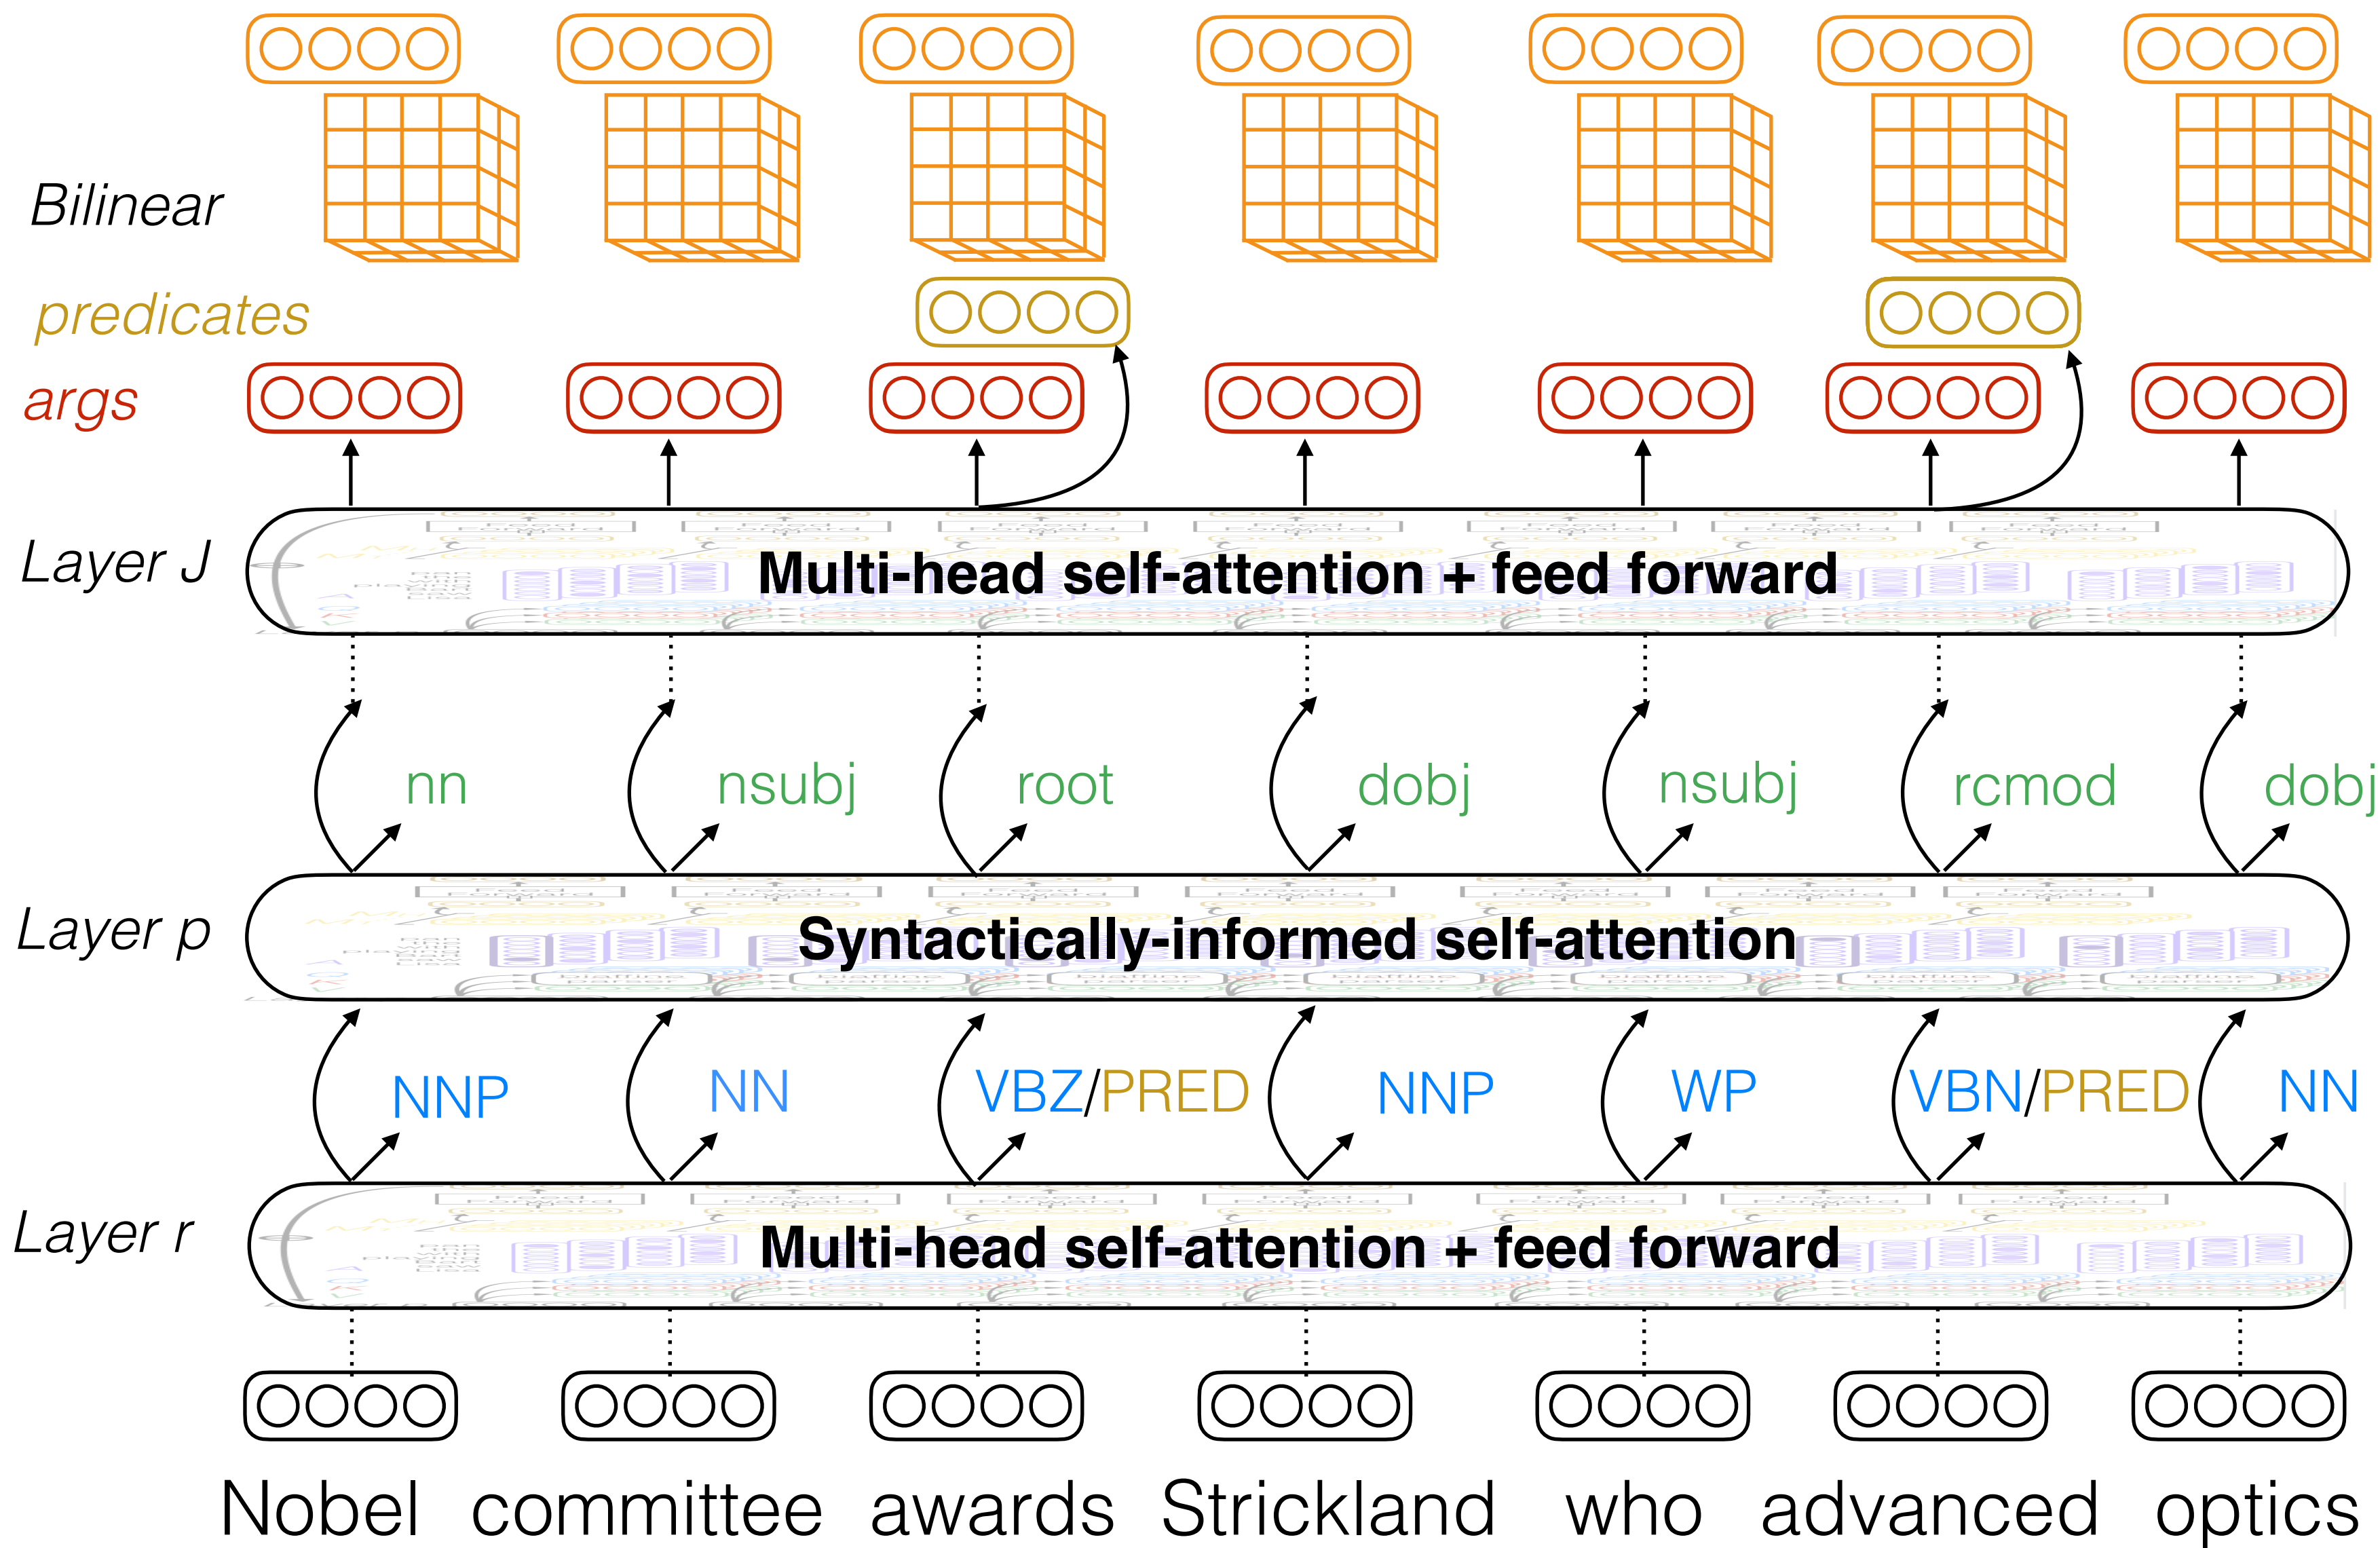 Bilinear
predicates
args
Layer J Multi-head self-attention + feed forward
nn nsubj root dobj nsubj rcmod dobj
Layer p Syntactically-informed self-attention
NNP NN VBZ/PRED NNP WP VBN/PRED NN
Layer r Multi-head self-attention + feed forward
Nobel committee awards Strickland who advanced optics